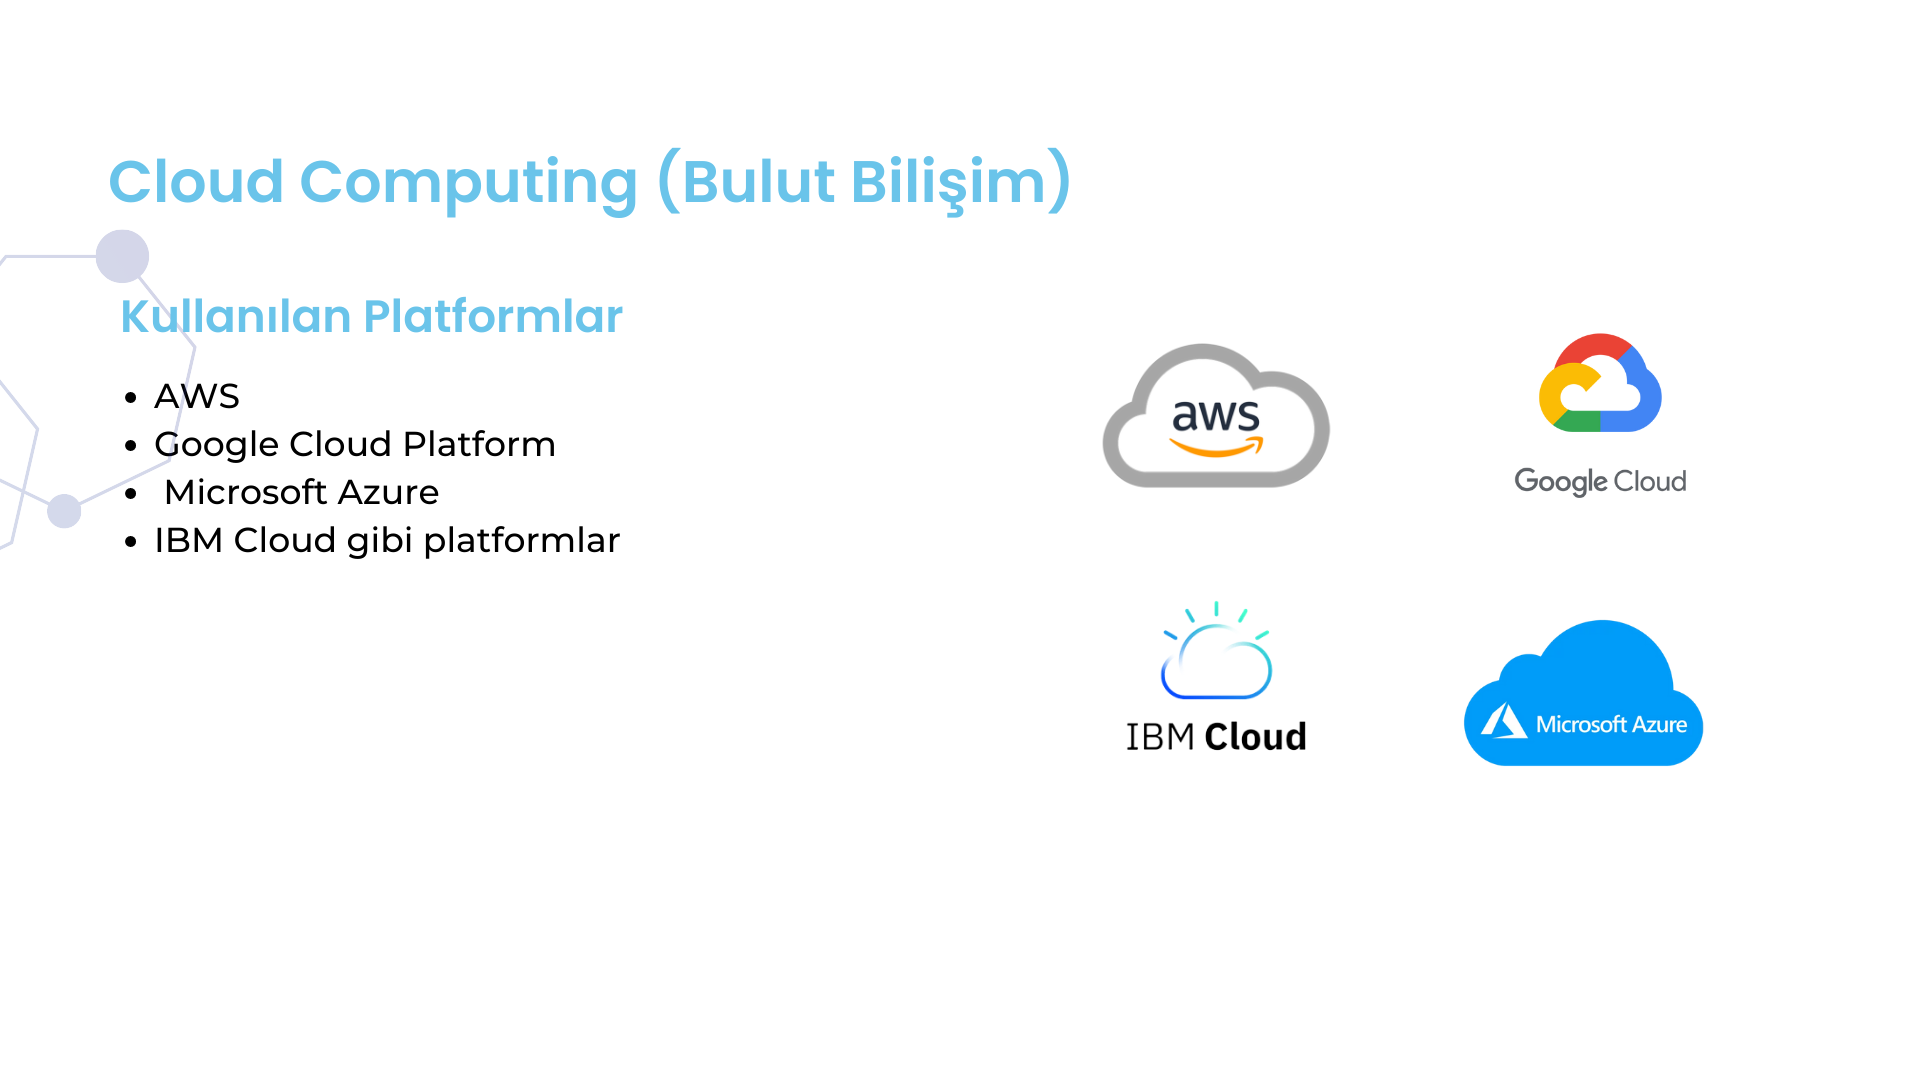 Cloud Computing (Bulut Bilişim)
Kullanılan Platformlar
AWS
Google Cloud Platform
Microsoft Azure
IBM Cloud gibi platformlar
aws
Google Cloud
IBM Cloud
Microsoft Azure